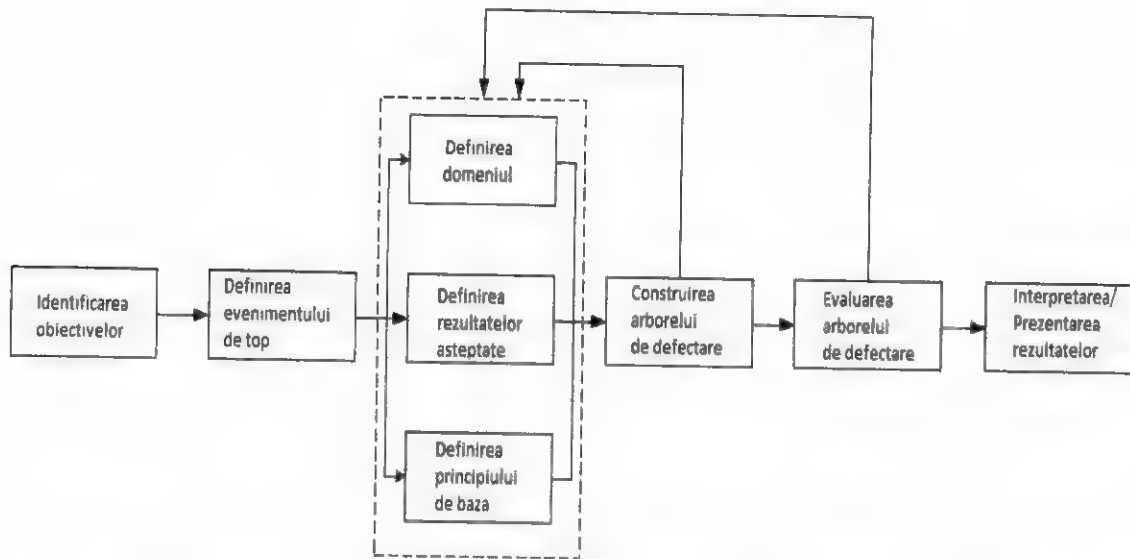 Identificarea
obiectivelor
Definirea
evenimentului
de top
Definirea
domeniul
Definirea
rezultatelor
asteptate
Definirea
principiului
de baza
Construirea
arborelui
de defectare
Evaluarea
arborelui
de defectare
Interpretarea/
Prezentarea
rezultatelor